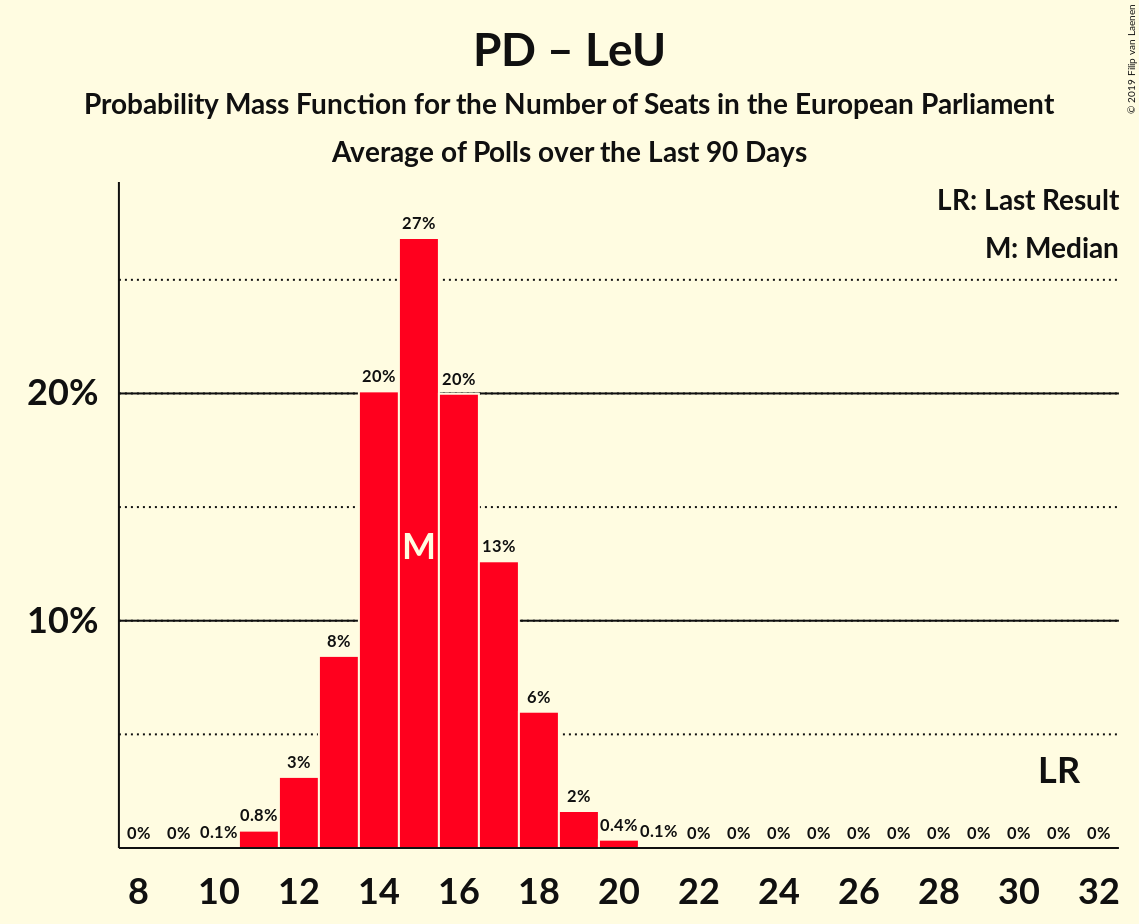 PD – LeU
Probability Mass Function for the Number of Seats in the European Parliament
Average of Polls over the Last 90 Days
© 2019 Filip van Laenen
LR: Last Result
M: Median
27%
20%
20% 20%
M
13%
10%
8%
6%
LR
3%
2%
0% 0% 0.1% 0.8% 0.4% 0.1% 0% 0% 0% 0% 0% 0% 0% 0% 0% 0% 0%
8 10 12 14 16 18 20 22 24 26 28 30 32